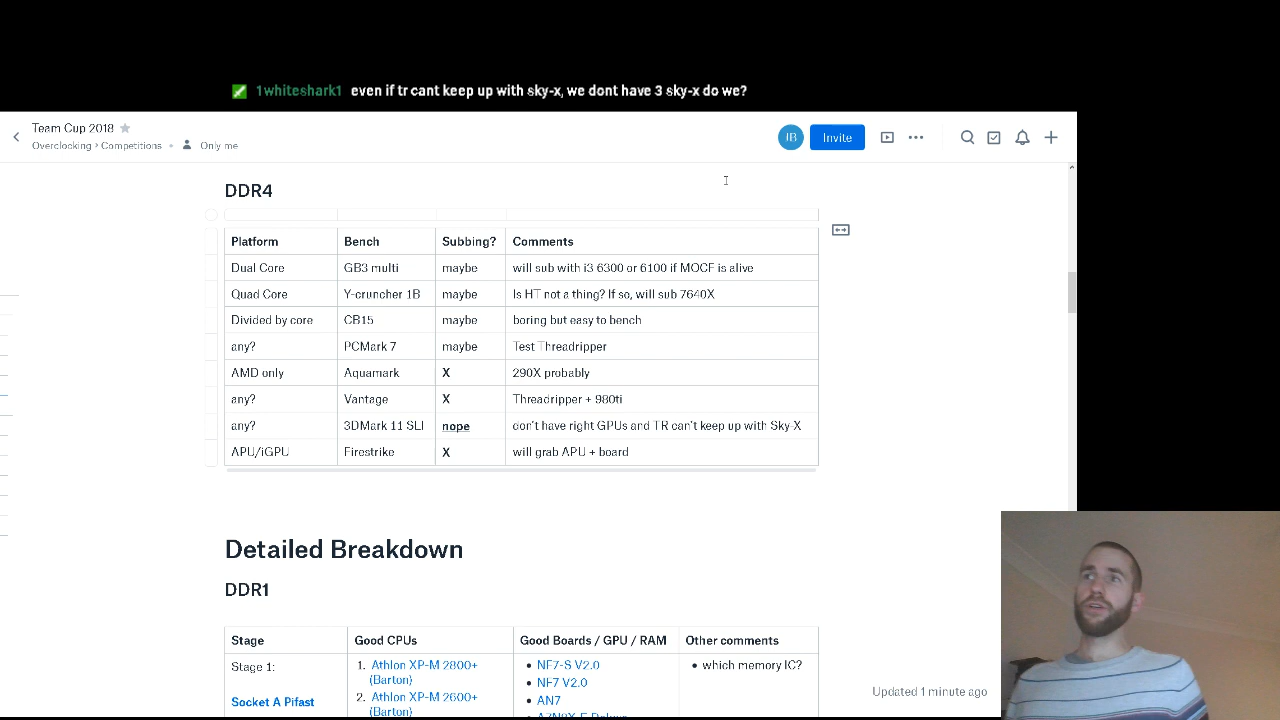 1whiteshark1 even if tr cant keep up with sky-x, we dont have 3 sky-x do we?
Team Cup 2018
Overclocking > Competitions • Only me
IB
Invite
DDR4
Platform Bench Subbing? Comments
Dual Core GB3 multi maybe will sub with i3 6300 or 6100 if MOCF is alive
Quad Core Y-cruncher 1B maybe Is HT not a thing? If so, will sub 7640X
Divided by core CB15 maybe boring but easy to bench
any? PCMark 7 maybe Test Threadripper
AMD only Aquamark X 290X probably
any? Vantage X Threadripper + 980ti
any? 3DMark 11 SLI nope don't have right GPUs and TR can't keep up with Sky-X
APU/iGPU Firestrike X will grab APU + board
Detailed Breakdown
DDR1
Stage Good CPUs Good Boards / GPU / RAM Other comments
Stage 1:
Socket A Pifast
1. Athlon XP-M 2800+
(Barton)
2. Athlon XP-M 2600+
(Barton)
• NF7-S V2.0
• NF7 V2.0
• AN7
• which memory IC?
Updated 1 minute ago